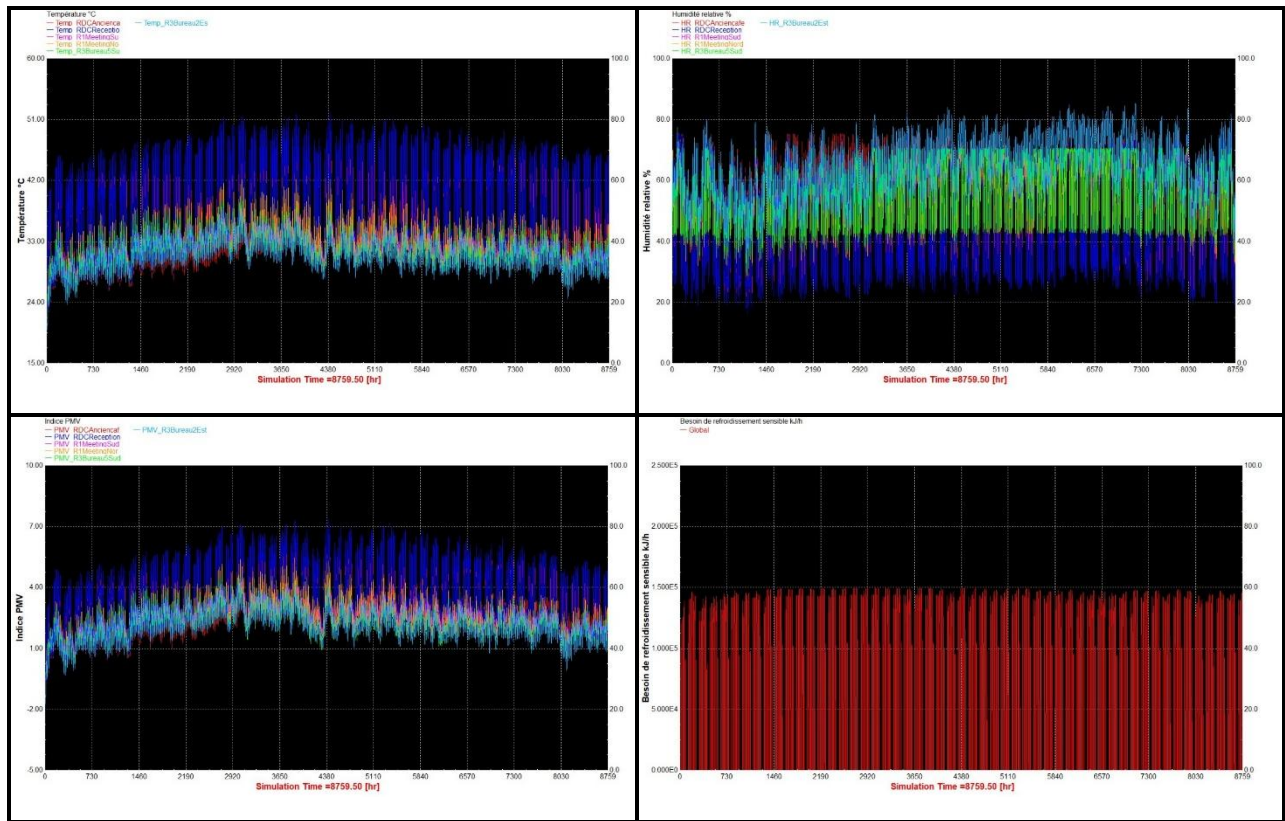 Température °C
Temp_RDCAncienca Temp_R3Bureau2Es
Temp_RDCReceptio
Temp_R1MeetingSu
Temp_R1MeetingNo
Temp_R3Bureau5Su
60.00 100.0
51.00 80.0
42.00 60.0
33.00 40.0
24.00 20.0
15.00 0.0
Température °C
0 730 1460 2190 2920 3650 4380 5110 5840 6570 7300 8030 8759
Simulation Time =8759.50 [hr]
Humidité relative %
HR_RDCAnciencafe HR_R3Bureau2Est
HR_RDCReception
HR_R1MeetingSud
HR_R1MeetingNord
HR_R3Bureau5Sud
100.0 100.0
80.0 80.0
60.0 60.0
40.0 40.0
20.0 20.0
0.0 0.0
Humidité relative %
0 730 1460 2190 2920 3650 4380 5110 5840 6570 7300 8030 8759
Simulation Time =8759.50 [hr]
Indice PMV
PMV_RDCAnciencaf PMV_R3Bureau2Est
PMV_RDCReception
PMV_R1MeetingSud
PMV_R1MeetingNor
PMV_R3Bureau5Sud
10.00 100.0
7.00 80.0
4.00 60.0
1.00 40.0
-2.00 20.0
-5.00 0.0
Indice PMV
0 730 1460 2190 2920 3650 4380 5110 5840 6570 7300 8030 8759
Simulation Time =8759.50 [hr]
Besoin de refroidissement sensible kJ/h
Global
2.500E5 100.0
2.000E5 80.0
1.500E5 60.0
1.000E5 40.0
5.000E4 20.0
0.000E0 0.0
Besoin de refroidissement sensible kJ/h
0 730 1460 2190 2920 3650 4380 5110 5840 6570 7300 8030 8759
Simulation Time =8759.50 [hr]